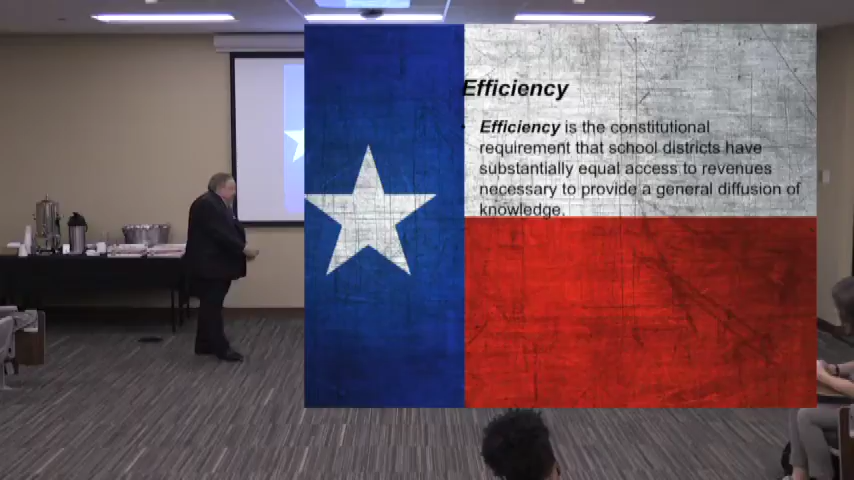 Efficiency
• Efficiency is the constitutional
requirement that school districts have
substantially equal access to revenues
necessary to provide a general diffusion of
knowledge.